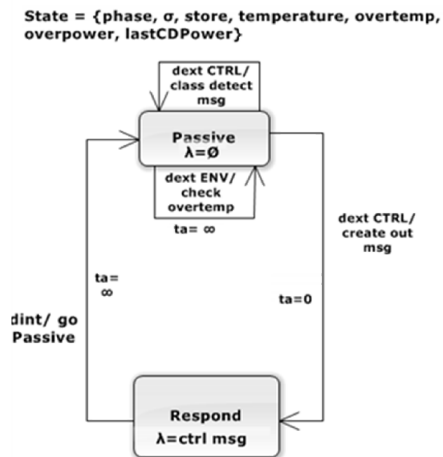 State = {phase, σ, store, temperature, overtemp,
overpower, lastCDPower}
dext CTRL/
class detect
msg
Passive
λ=Ø
dext ENV/
check
overtemp
ta= ∞
dext CTRL/
create out
msg
ta=
∞
ta=0
dint/ go
Passive
Respond
λ=ctrl msg